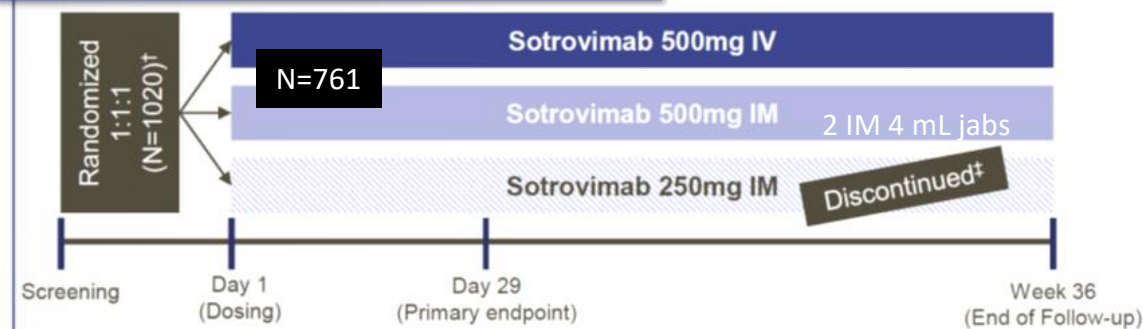 Randomized
1:1:1
(N=1020)†
N=761
Sotrovimab 500mg IV
Sotrovimab 500mg IM
2 IM 4 mL jabs
Sotrovimab 250mg IM
Discontinued‡
Screening
Day 1
(Dosing)
Day 29
(Primary endpoint)
Week 36
(End of Follow-up)